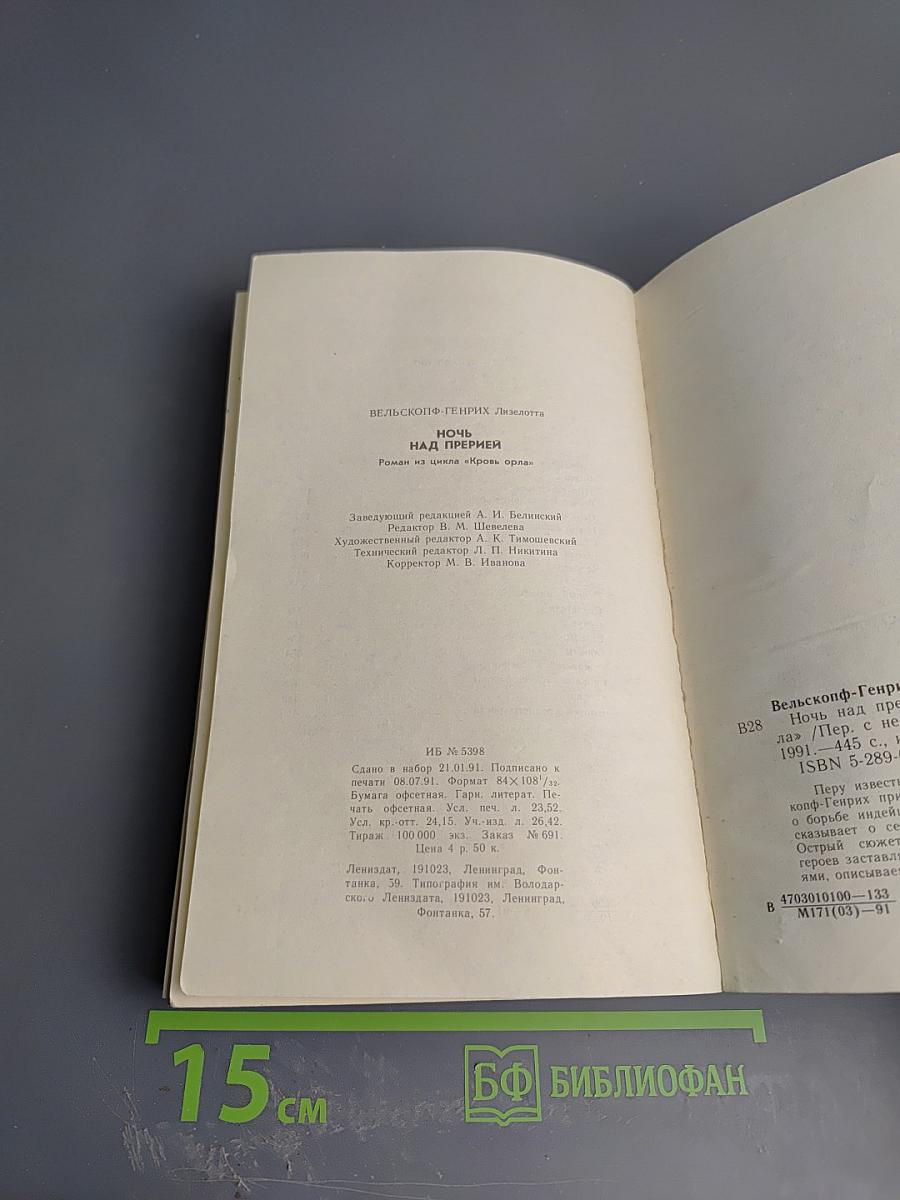 ВЕЛЬСКОПФ-ГЕНРИХ Лизелотта
НОЧЬ
НАД ПРЕРИЕЙ
Роман из цикла «Кровь орла»
Заведующий редакцией А. И. Белинский
Редактор В. М. Шевелева
Художественный редактор А. К. Тимошевский
Технический редактор Л. П. Никитина
Корректор М. В. Иванова
ИБ № 5398
Сдано в набор 21.01.91. Подписано к
печати 08.07.91. Формат 84×108¹/₃₂.
Бумага офсетная. Гарн. литерат. Пе-
чать офсетная. Усл. печ. л. 23,52.
Усл. кр.-отт. 24,15. Уч.-изд. л. 26,42.
Тираж 100 000 экз. Заказ № 691.
Цена 4 р. 50 к.
Лениздат, 191023, Ленинград, Фон-
танка, 59. Типография им. Володар-
ского Лениздата, 191023, Ленинград,
Фонтанка, 57.
Вельскопф-Генри
В28 Ночь над пре
ла» /Пер. с не
1991.—445 с.,
ISBN 5-289-
Перу известн
копф-Генрих при
о борьбе индей
сказывает о се
Острый сюжет
героев заставля
ями, описывае
В 4703010100—133
М171(03)—91
15 см
БФ БИБЛИОФАН